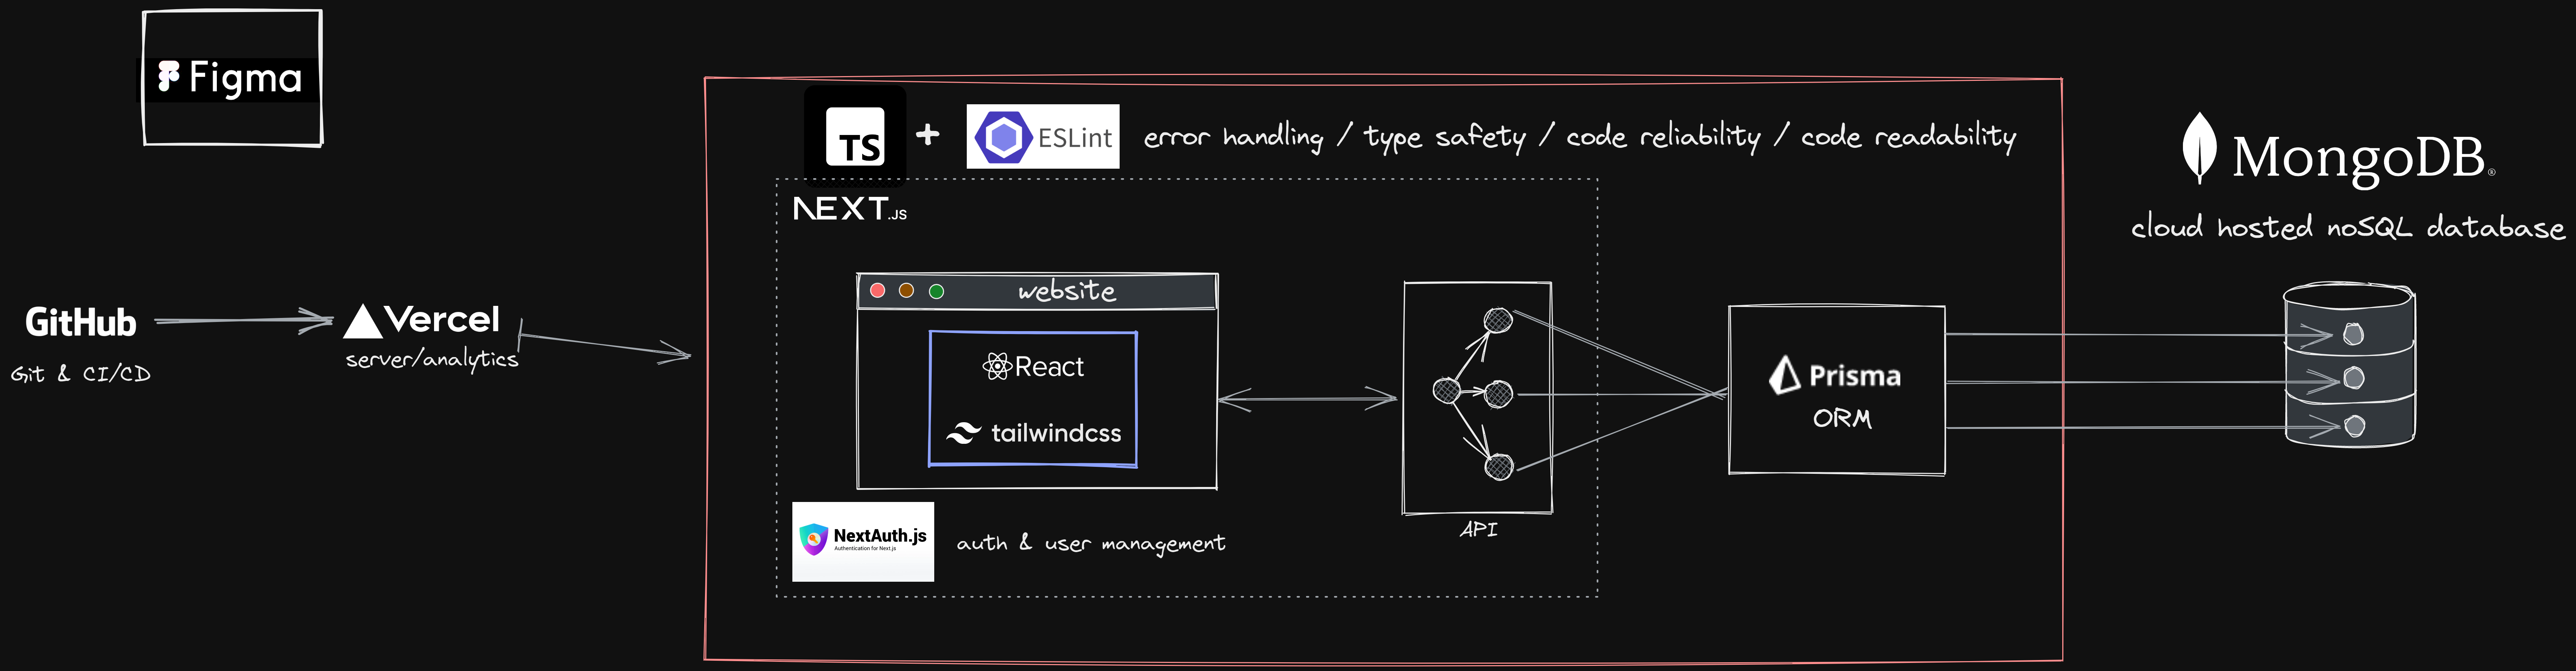 Figma
TS + ESLint error handling / type safety / code reliability / code readability
NEXT.JS
MongoDB®
cloud hosted noSQL database
website
GitHub
Git & CI/CD
Vercel
server/analytics
React
tailwindcss
Prisma
ORM
API
NextAuth.js
Authentication for Next.js
auth & user management